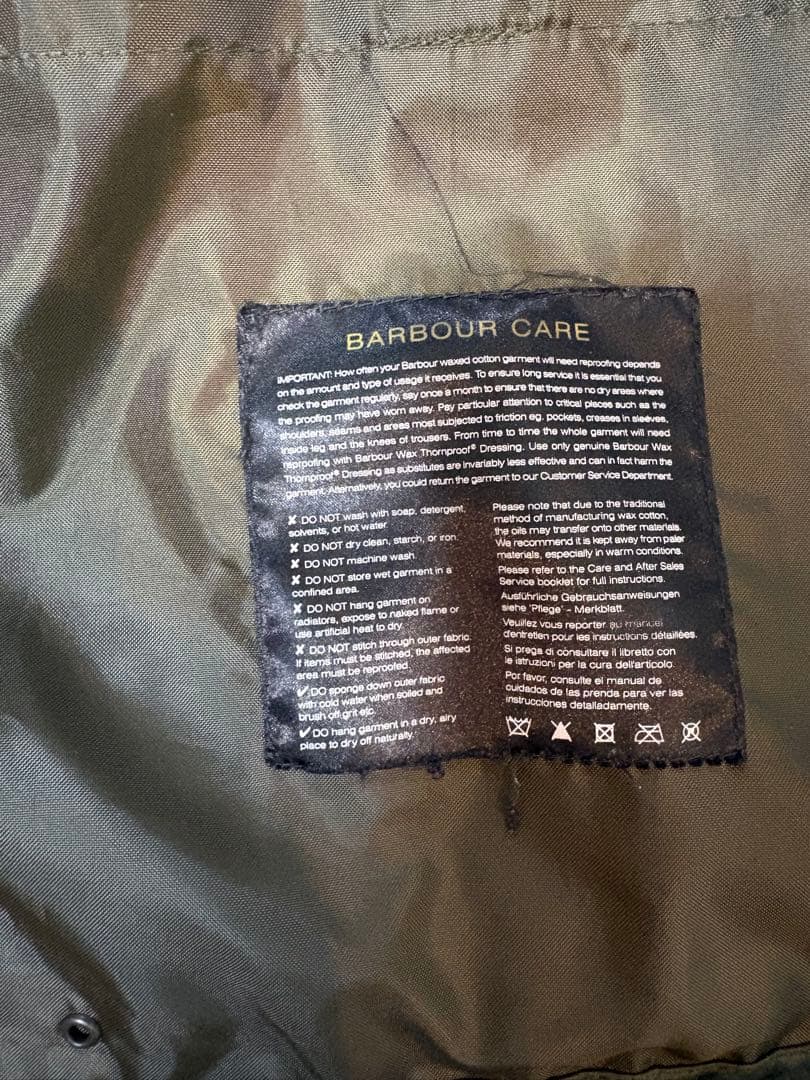 BARBOUR CARE
IMPORTANT: How often your Barbour waxed cotton garment will need reproofing depends
on the amount and type of usage it receives. To ensure long service it is essential that you
check the garment regularly, say once a month to ensure that there are no dry areas where
the proofing may have worn away. Pay particular attention to critical places such as the
shoulders, seams and areas most subjected to friction eg. pockets, creases in sleeves,
inside leg and the knees of trousers. From time to time the whole garment will need
reproofing with Barbour Wax Thornproof® Dressing. Use only genuine Barbour Wax
Thornproof® Dressing as substitutes are invariably less effective and can in fact harm the
garment. Alternatively, you could return the garment to our Customer Service Department.
✘ DO NOT wash with soap, detergent,
solvents, or hot water.
✘ DO NOT dry clean, starch, or iron.
✘ DO NOT machine wash.
✘ DO NOT store wet garment in a
confined area.
✘ DO NOT hang garment on
radiators, expose to naked flame or
use artificial heat to dry.
✘ DO NOT stitch through outer fabric.
If items must be stitched, the affected
area must be reproofed.
✔ DO sponge down outer fabric
with cold water when soiled and
brush off grit etc.
✔ DO hang garment in a dry, airy
place to dry off naturally.
Please note that due to the traditional
method of manufacturing wax cotton,
the oils may transfer onto other materials.
We recommend it is kept away from paler
materials, especially in warm conditions.
Please refer to the Care and After Sales
Service booklet for full instructions.
Ausführliche Gebrauchsanweisungen
siehe 'Pflege' - Merkblatt.
Veuillez vous reporter au manuel
d'entretien pour les instructions détaillées.
Si prega di consultare il libretto con
le istruzioni per la cura dell'articolo.
Por favor, consulte el manual de
cuidados de las prenda para ver las
instrucciones detalladamente.